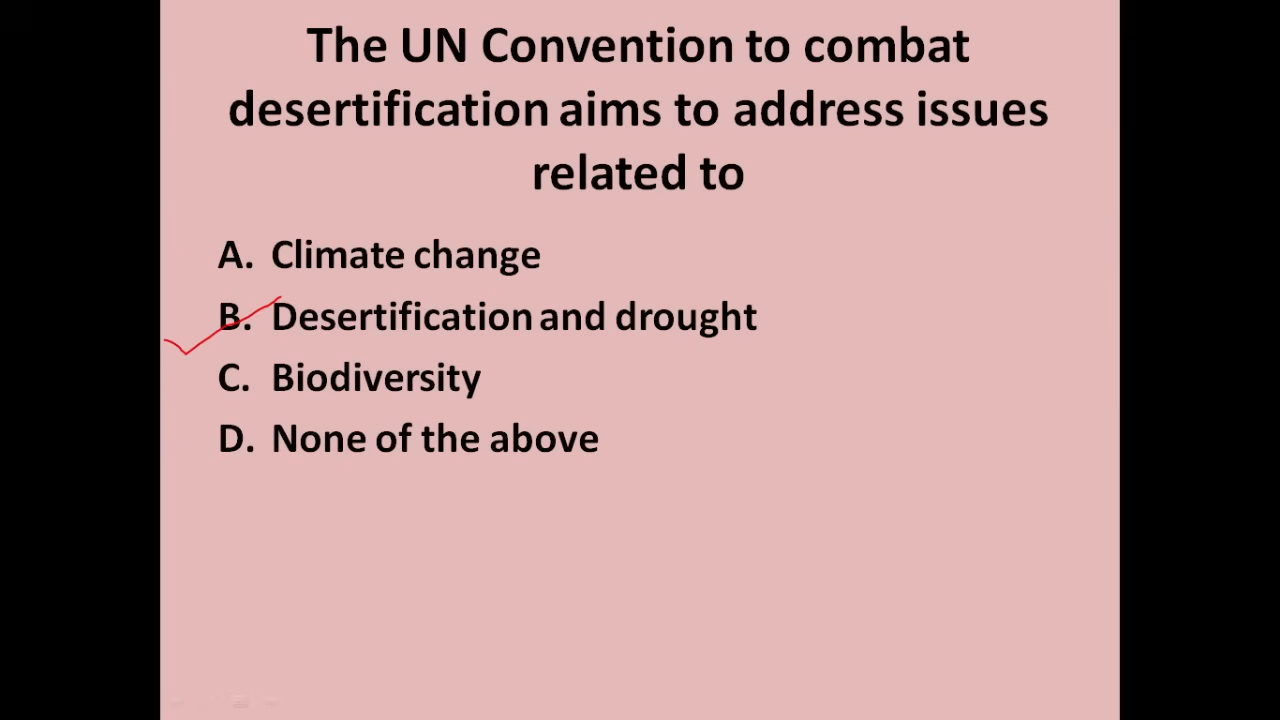 The UN Convention to combat
desertification aims to address issues
related to
A. Climate change
B. Desertification and drought
C. Biodiversity
D. None of the above